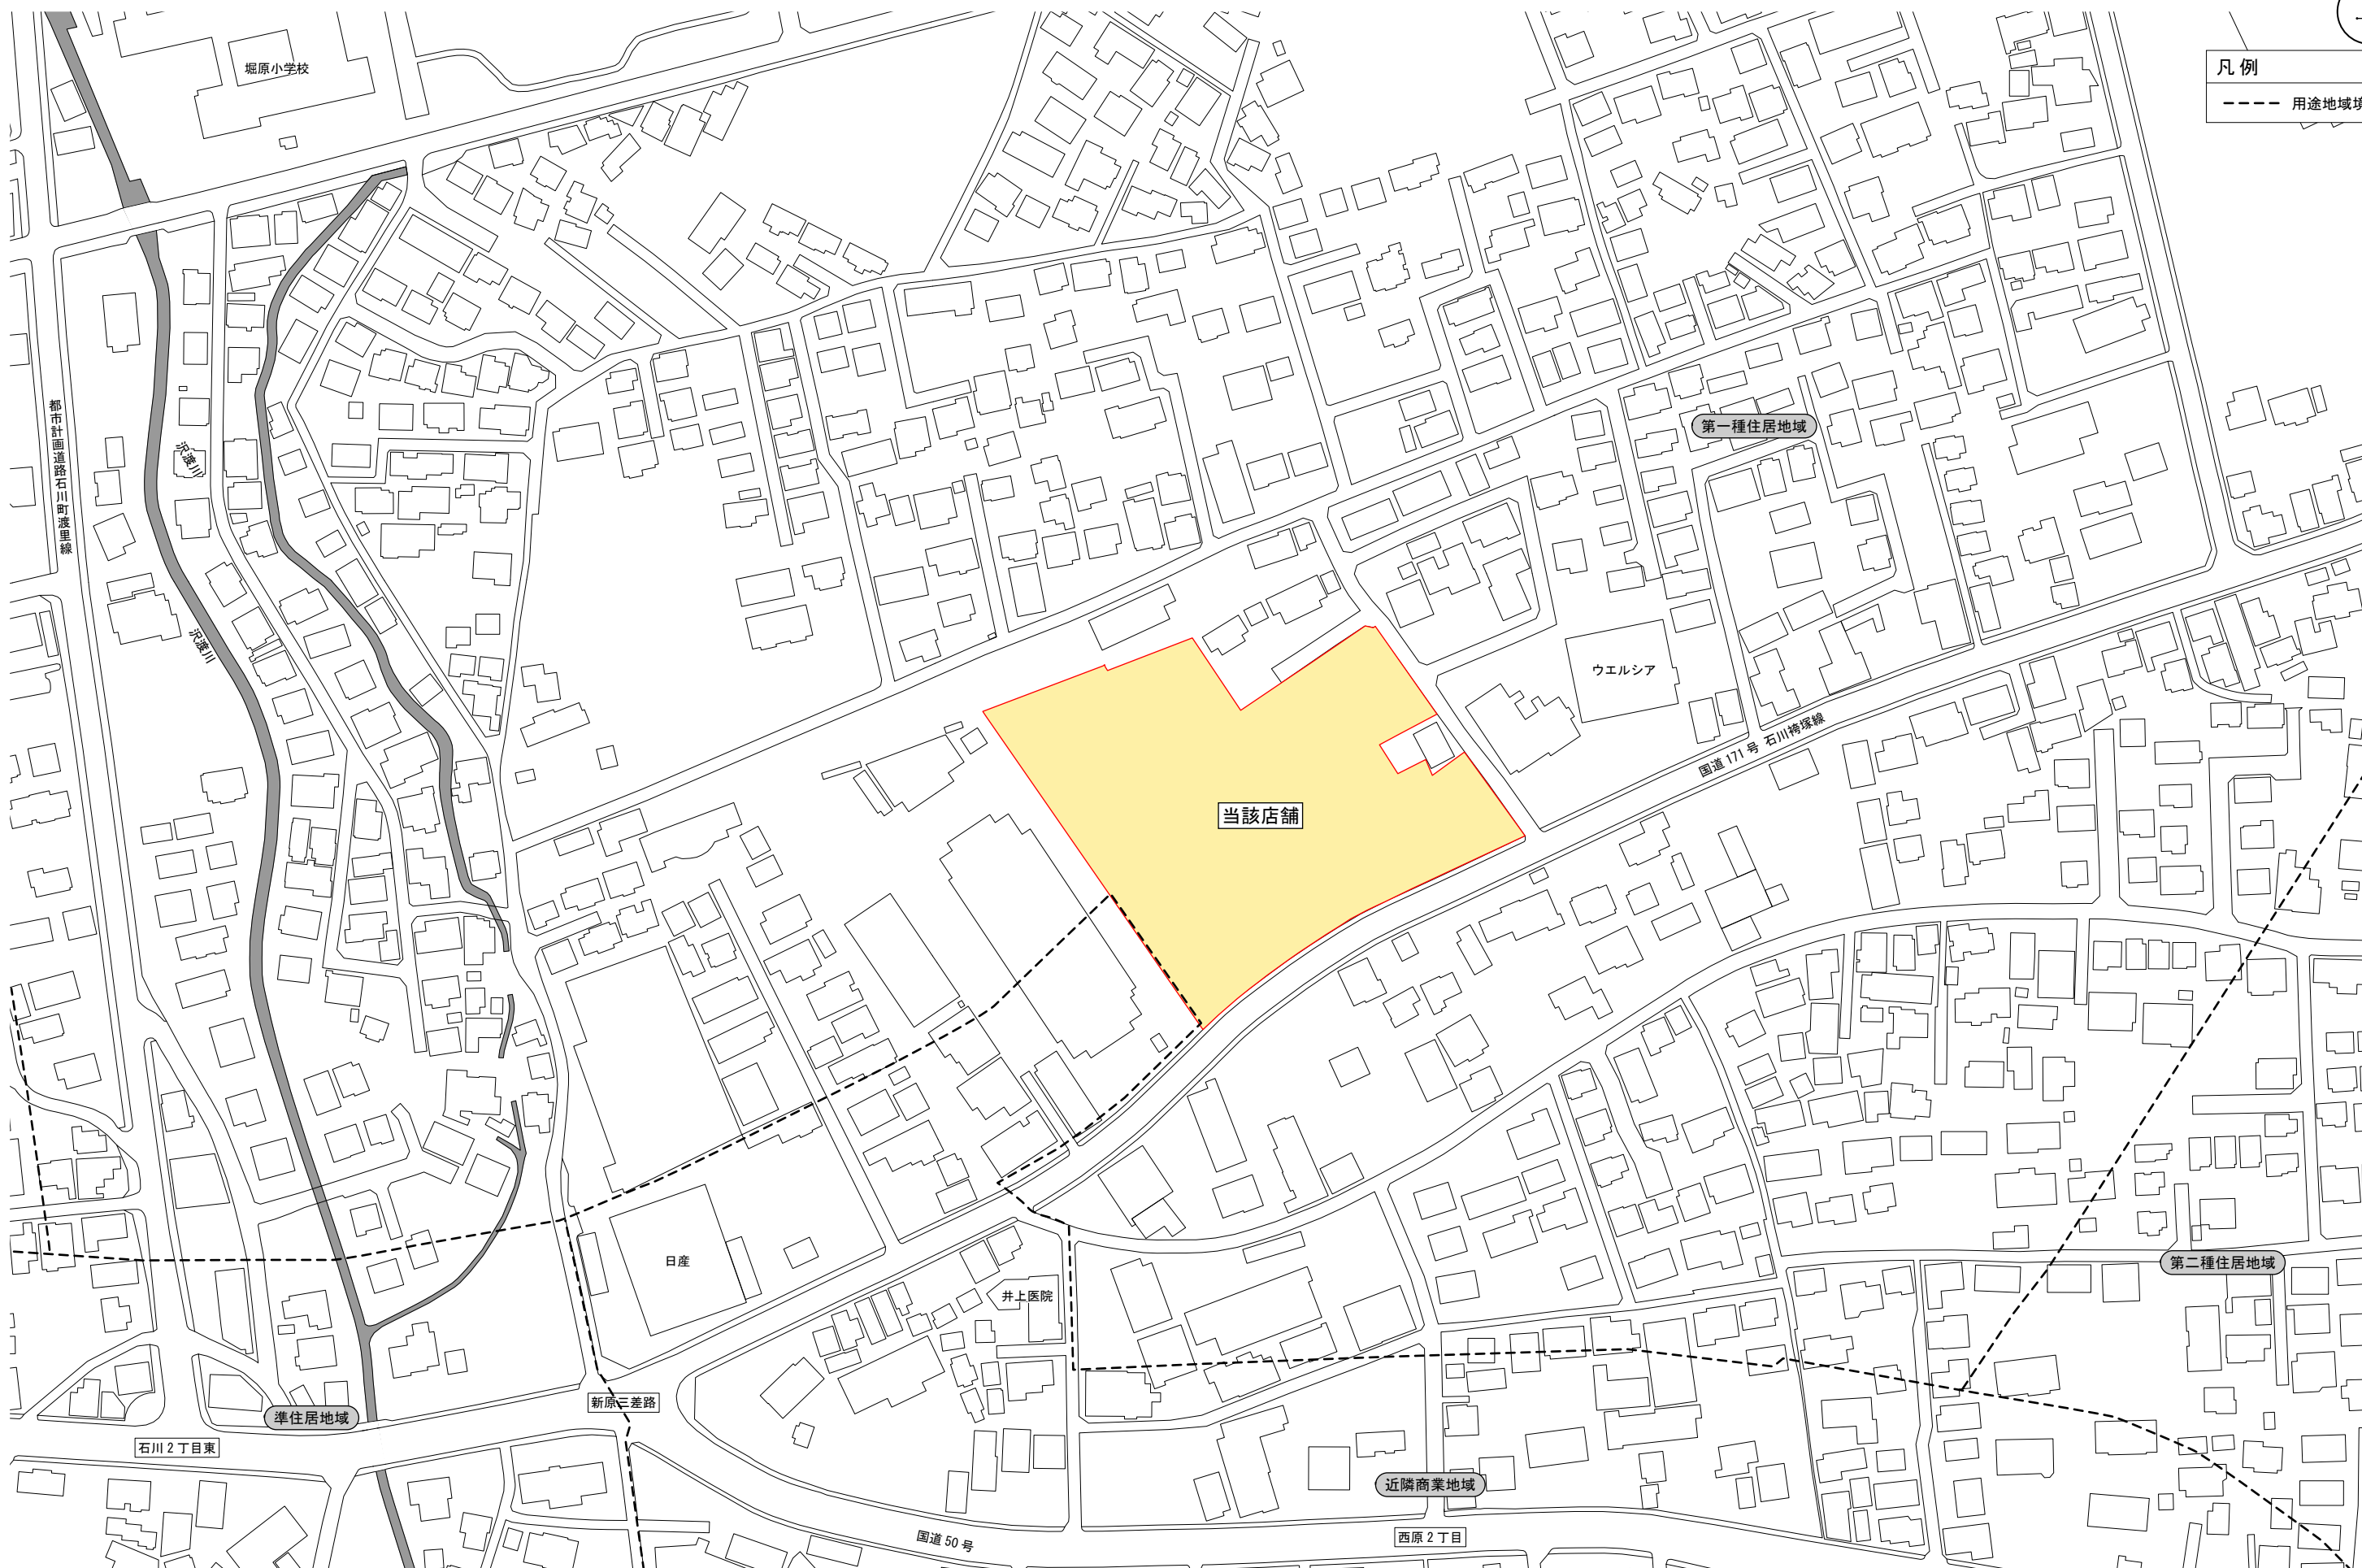 堀原小学校
凡例
用途地域
都市計画道路石川町渡里線
沢渡川
沢渡川
第一種住居地域
ウエルシア
国道 171 号 石川袴塚線
当該店舗
日産
井上医院
第二種住居地域
新原三差路
準住居地域
石川 2 丁目東
近隣商業地域
国道 50 号
西原 2 丁目